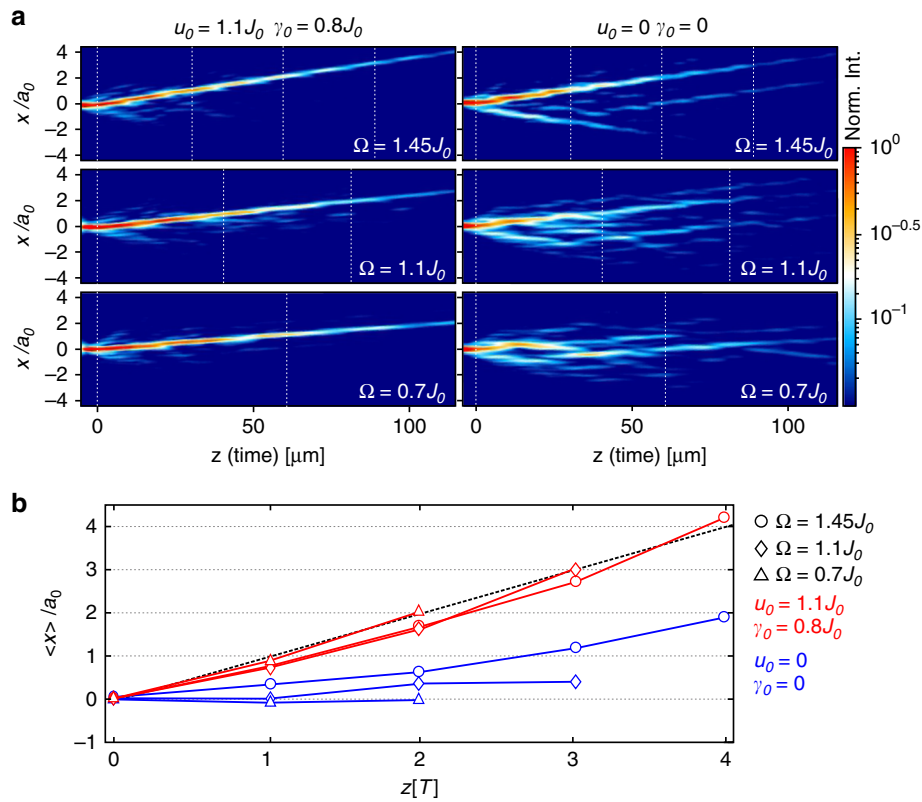 a
u₀ = 1.1J₀ γ₀ = 0.8J₀
u₀ = 0 γ₀ = 0
Norm. Int.
x/a₀
4
2
0
−2
−4
Ω = 1.45J₀
Ω = 1.45J₀
10⁰
x/a₀
4
2
0
−2
−4
Ω = 1.1J₀
Ω = 1.1J₀
10⁻⁰·⁵
10⁻¹
x/a₀
4
2
0
−2
−4
Ω = 0.7J₀
Ω = 0.7J₀
0 50 100
0 50 100
z (time) [μm]
z (time) [μm]
b
<x>/a₀
4
3
2
1
0
−1
0 1 2 3 4
z[T]
Ω = 1.45J₀
Ω = 1.1J₀
Ω = 0.7J₀
u₀ = 1.1J₀
γ₀ = 0.8J₀
u₀ = 0
γ₀ = 0